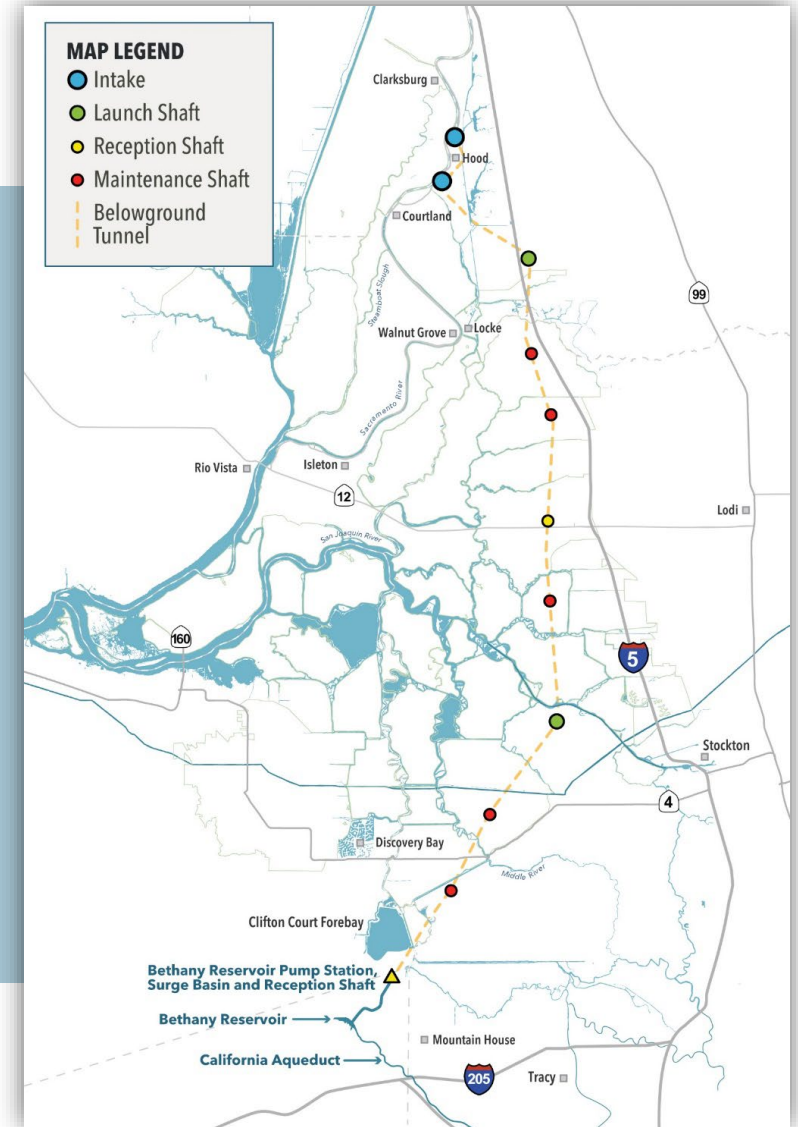 MAP LEGEND
Intake
Launch Shaft
Reception Shaft
Maintenance Shaft
Belowground
Tunnel
Clarksburg
Hood
Courtland
Steamboat Slough
99
Walnut Grove
Locke
Sacramento River
Rio Vista
Isleton
12
Lodi
San Joaquin River
160
5
Stockton
4
Discovery Bay
Middle River
Clifton Court Forebay
Bethany Reservoir Pump Station,
Surge Basin and Reception Shaft
Bethany Reservoir
Mountain House
California Aqueduct
205
Tracy